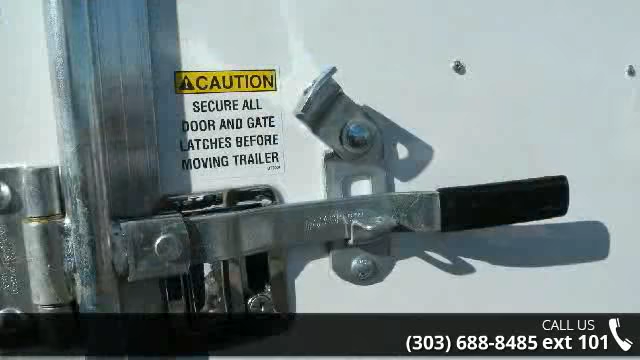 CAUTION
SECURE ALL
DOOR AND GATE
LATCHES BEFORE
MOVING TRAILER
CALL US
(303) 688-8485 ext 101